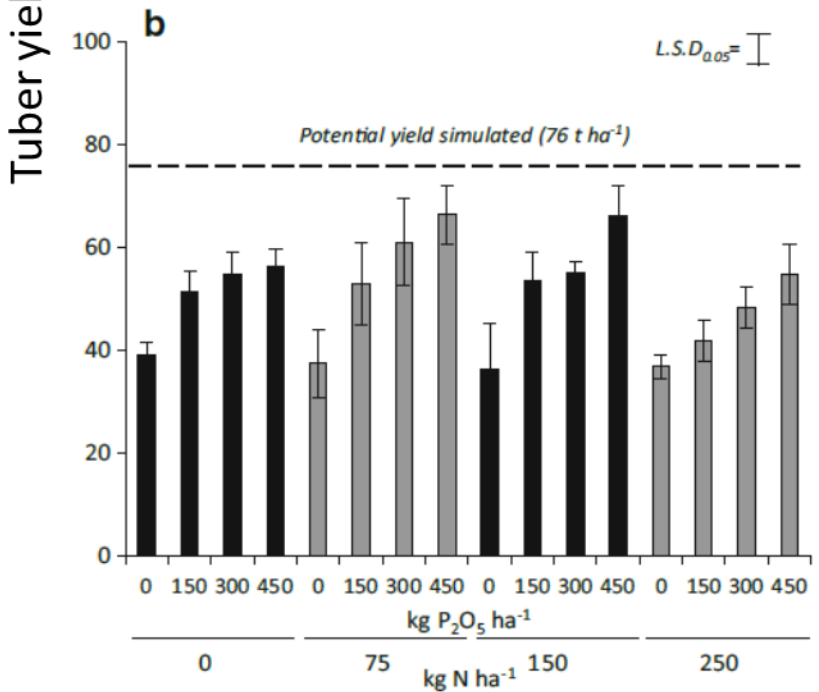 b
Tuber yiel
L.S.D0.05=
100
Potential yield simulated (76 t ha-1)
80
60
40
20
0
0 150 300 450 0 150 300 450 0 150 300 450 0 150 300 450
kg P2O5 ha-1
0 75 150 250
kg N ha-1